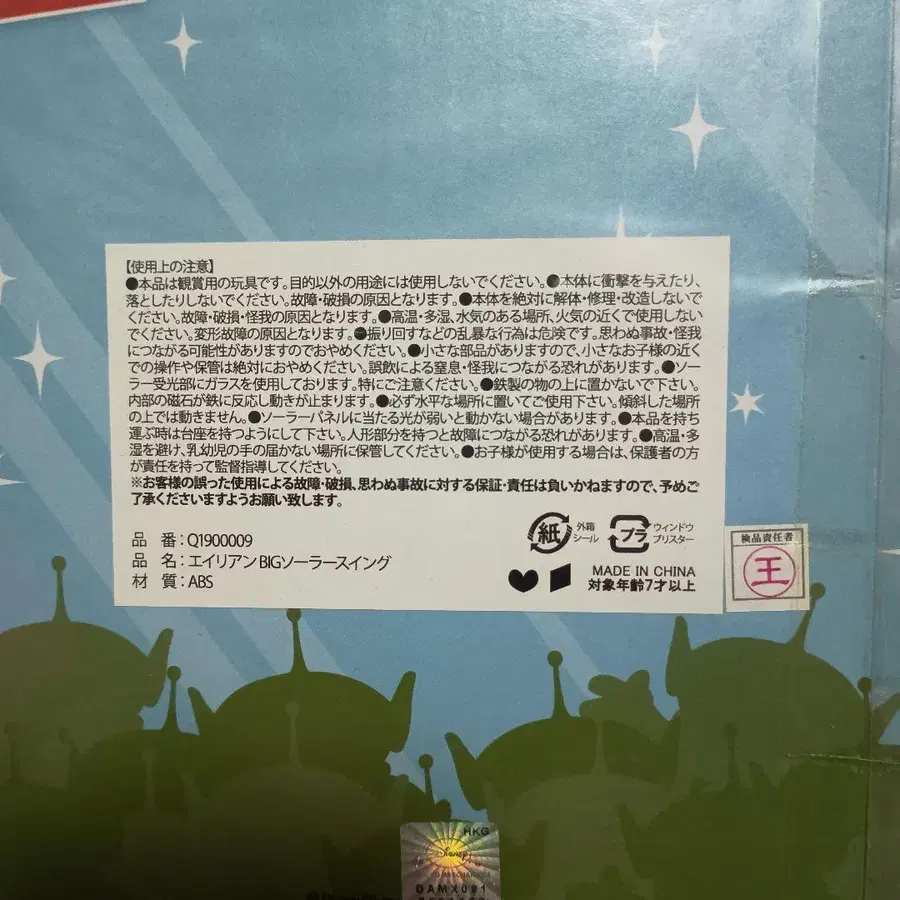 【使用上の注意】
●本品は観賞用の玩具です。目的以外の用途には使用しないでください。●本体に衝撃を与えたり、
落としたりしないでください。故障・破損の原因となります。●本体を絶対に解体・修理・改造しないで
ください。故障・破損・怪我の原因となります。●高温・多湿、水気のある場所、火気の近くで使用しない
でください。変形故障の原因となります。●振り回すなどの乱暴な行為は危険です。思わぬ事故・怪我
につながる可能性がありますのでおやめください。●小さな部品がありますので、小さなお子様の近く
での操作や保管は絶対におやめください。誤飲による窒息・怪我につながる恐れがあります。●ソー
ラー受光部にガラスを使用しております。特にご注意ください。●鉄製の物の上に置かないで下さい。
内部の磁石が鉄に反応し動きが止まります。●必ず水平な場所に置いてご使用下さい。傾斜した場所
の上では動きません。●ソーラーパネルに当たる光が弱いと動かない場合があります。●本品を持ち
運ぶ時は台座を持つようにして下さい。人形部分を持つと故障につながる恐れがあります。●高温・多
湿を避け、乳幼児の手の届かない場所に保管してください。●お子様が使用する場合は、保護者の方
が責任を持って監督指導してください。
※お客様の誤った使用による故障・破損、思わぬ事故に対する保証・責任は負いかねますので、予めご
了承くださいますようお願い致します。
品 番：Q1900009
品 名：エイリアンBIGソーラースイング
材 質：ABS
紙 外箱 シール
プラ ウィンドウ ブリスター
MADE IN CHINA
対象年齢7才以上
検品責任者
王
HKG
Disney
DAMX001